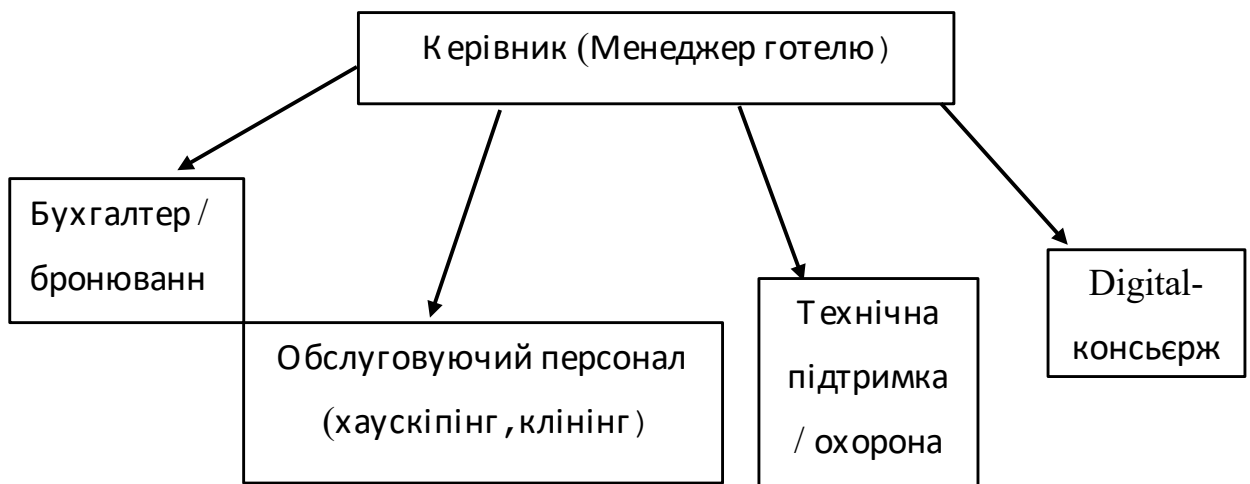 Керівник (Менеджер готелю)
Бухгалтер /
бронюванн
Обслуговуючий персонал
(хаускіпінг, клінінг)
Технічна
підтримка
/ охорона
Digital-
консьєрж